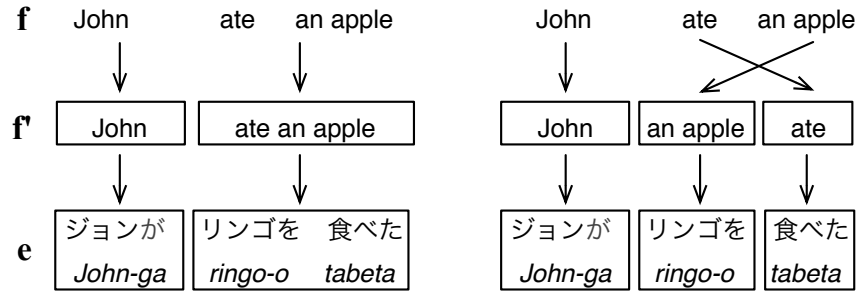 f John ate an apple John ate an apple
f' John ate an apple John an apple ate
ジョンが リンゴを 食べた ジョンが リンゴを 食べた
e
John-ga ringo-o tabeta John-ga ringo-o tabeta